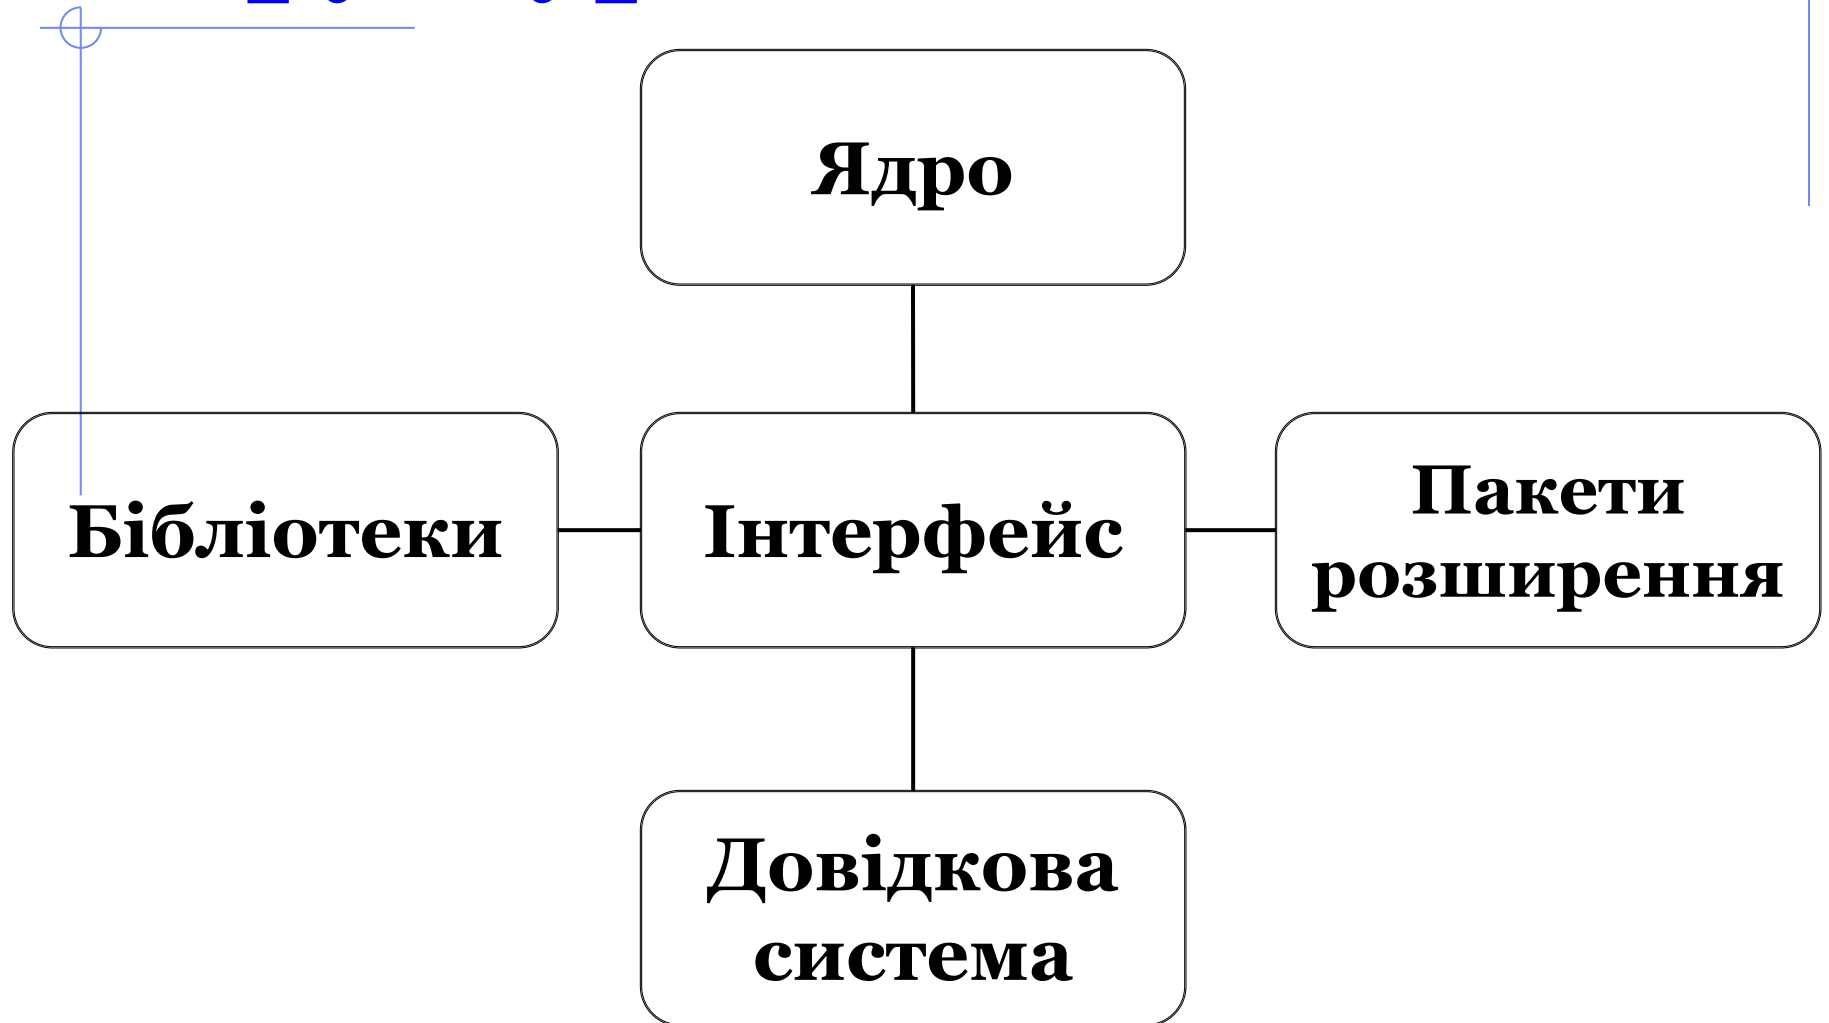 Ядро
Бібліотеки
Інтерфейс
Пакети
розширення
Довідкова
система